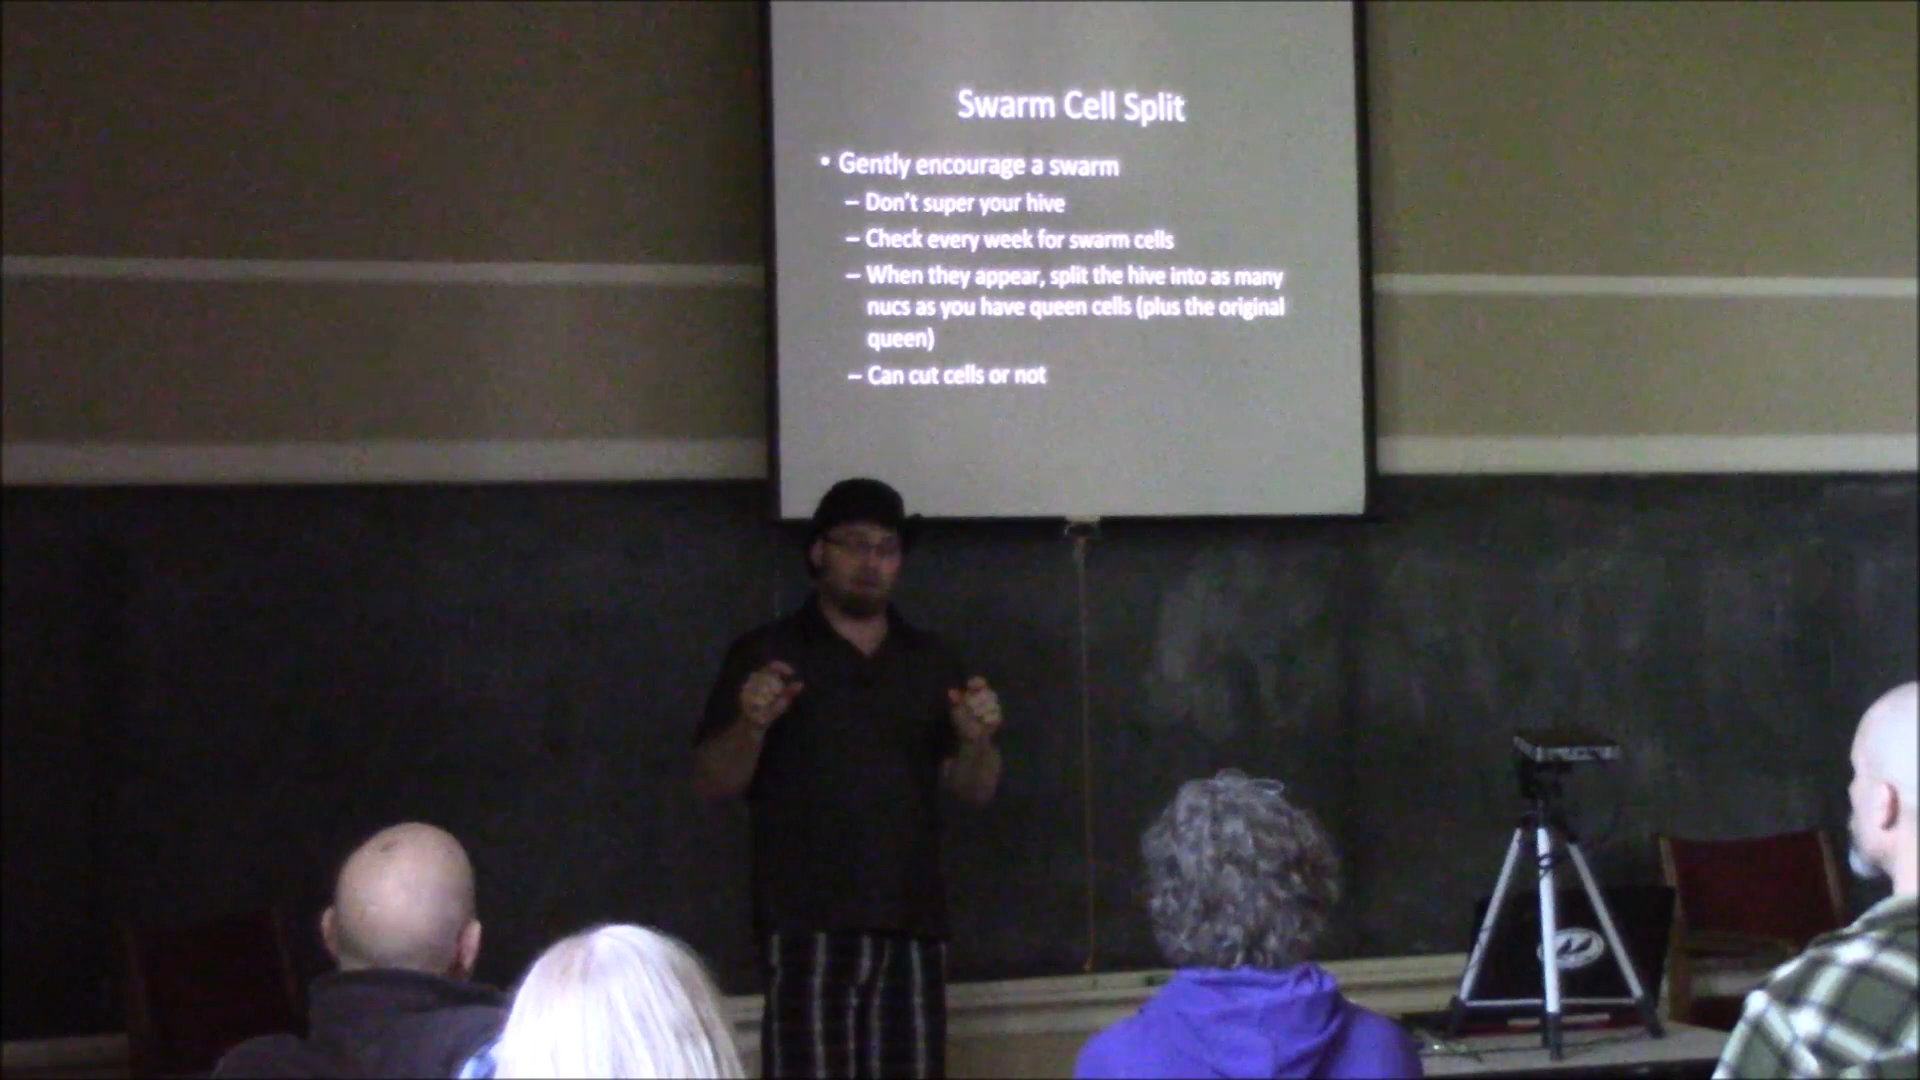 Swarm Cell Split
• Gently encourage a swarm
– Don't super your hive
– Check every week for swarm cells
– When they appear, split the hive into as many
nucs as you have queen cells (plus the original
queen)
– Can cut cells or not